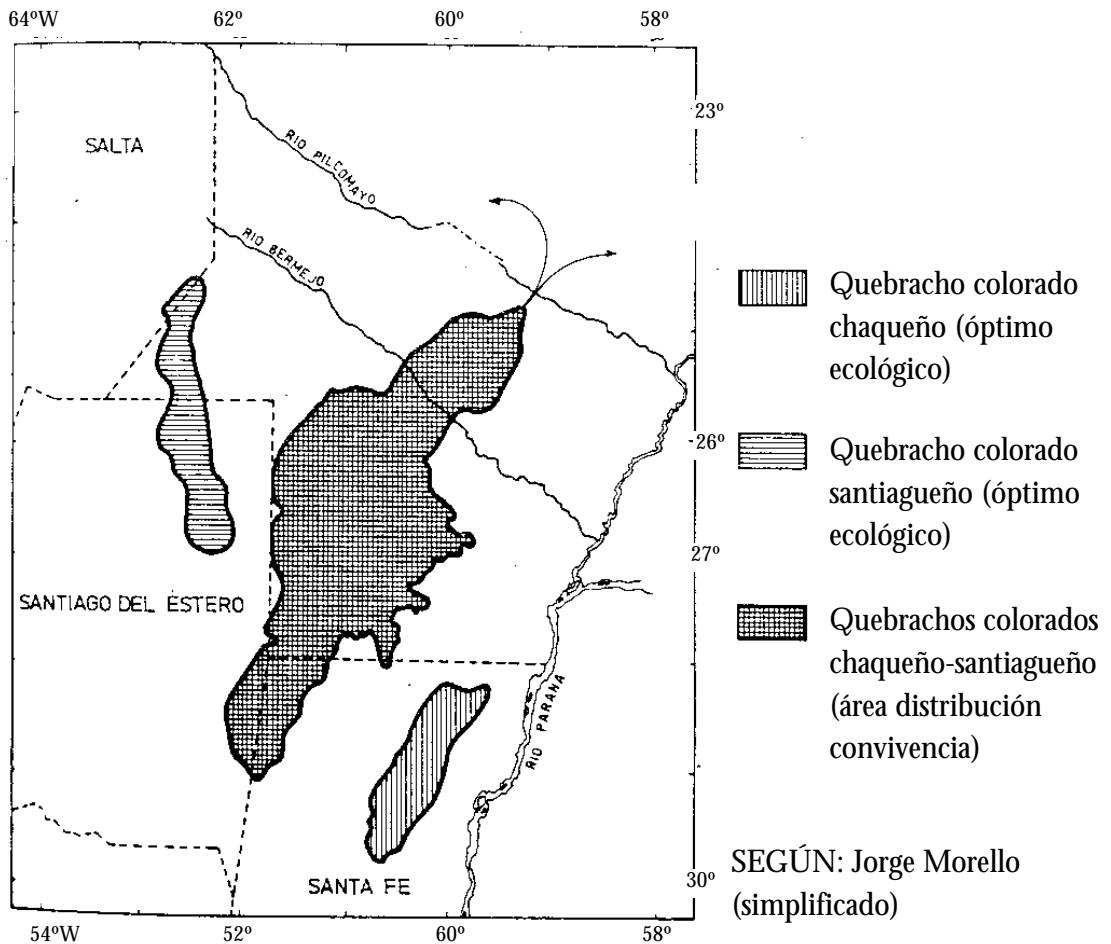 64ºW 62º 60º 58º
23º
SALTA
RIO PILCOMAYO
RIO BERMEJO
Quebracho colorado
chaqueño (óptimo
ecológico)
26º
Quebracho colorado
santiagueño (óptimo
ecológico)
27º
SANTIAGO DEL ESTERO
Quebrachos colorados
chaqueño-santiagueño
(área distribución
convivencia)
RIO PARANA
SANTA FE
30º
SEGÚN: Jorge Morello
(simplificado)
54ºW 52º 60º 58º